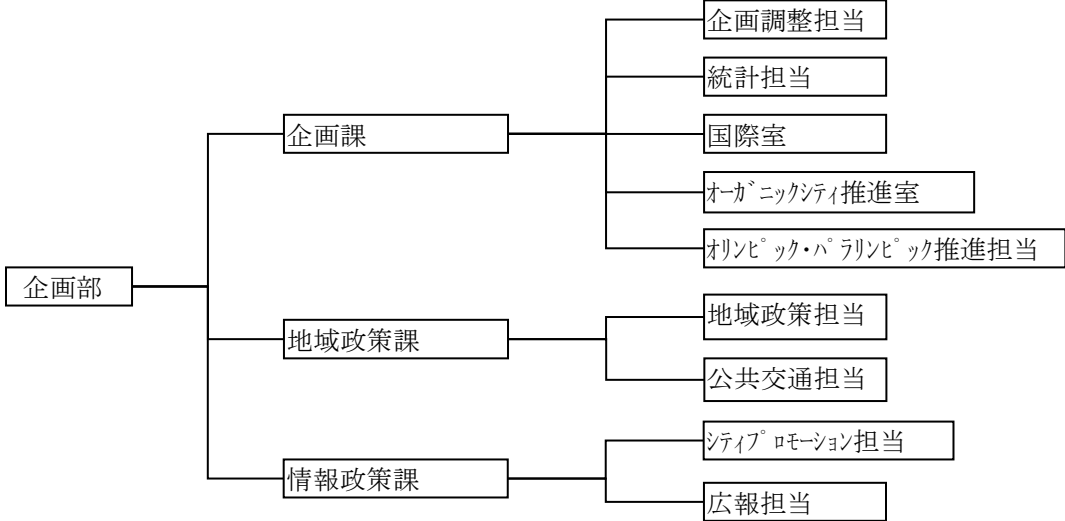 企画部
企画課
企画調整担当
統計担当
国際室
ｵｰｶﾞﾆｯｸｼﾃｨ推進室
ｵﾘﾝﾋﾟｯｸ・ﾊﾟﾗﾘﾝﾋﾟｯｸ推進担当
地域政策課
地域政策担当
公共交通担当
情報政策課
ｼﾃｨﾌﾟﾛﾓｰｼｮﾝ担当
広報担当